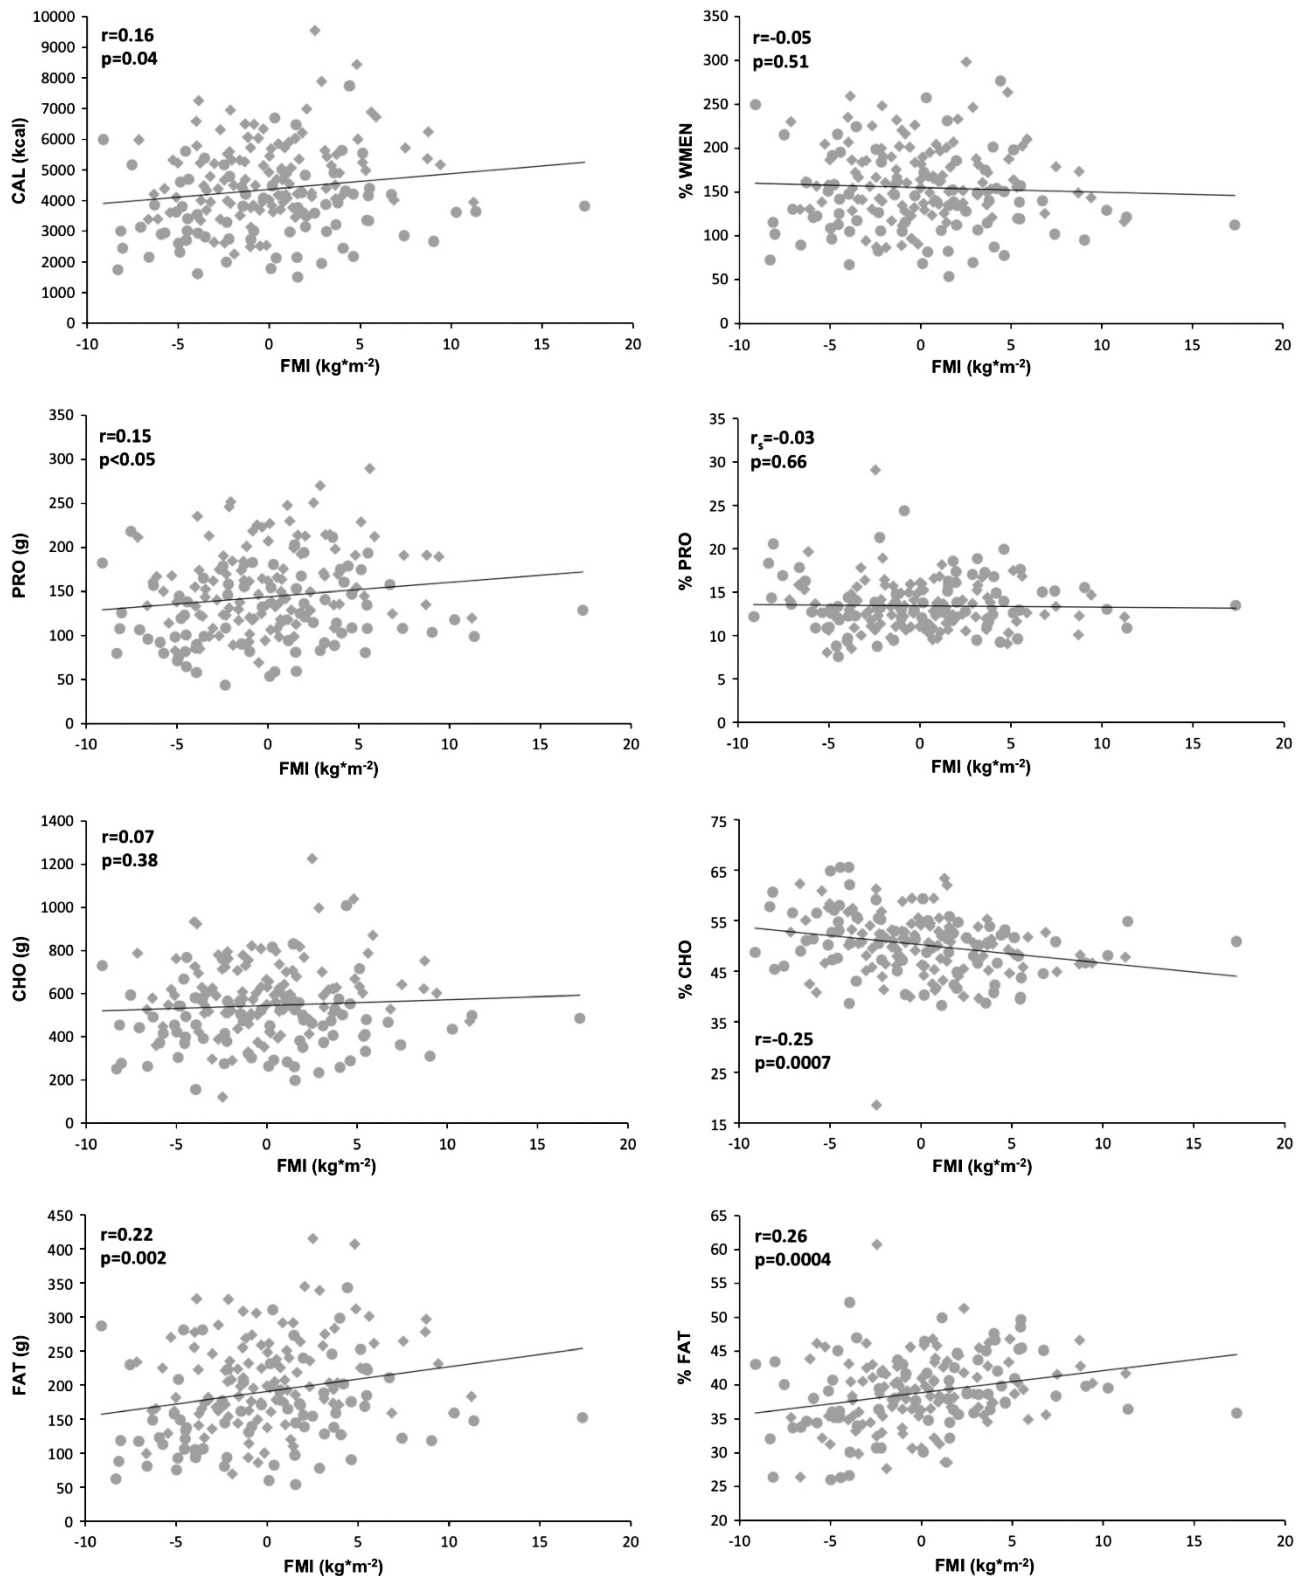 r=0.16
p=0.04
CAL (kcal)
10000
9000
8000
7000
6000
5000
4000
3000
2000
1000
0
-10 -5 0 5 10 15 20
FMI (kg*m-2)
r=-0.05
p=0.51
% WMEN
350
300
250
200
150
100
50
0
-10 -5 0 5 10 15 20
FMI (kg*m-2)
r=0.15
p<0.05
PRO (g)
350
300
250
200
150
100
50
0
-10 -5 0 5 10 15 20
FMI (kg*m-2)
rs=-0.03
p=0.66
% PRO
35
30
25
20
15
10
5
0
-10 -5 0 5 10 15 20
FMI (kg*m-2)
r=0.07
p=0.38
CHO (g)
1400
1200
1000
800
600
400
200
0
-10 -5 0 5 10 15 20
FMI (kg*m-2)
% CHO
75
65
55
45
35
25
15
r=-0.25
p=0.0007
-10 -5 0 5 10 15 20
FMI (kg*m-2)
r=0.22
p=0.002
FAT (g)
450
400
350
300
250
200
150
100
50
0
-10 -5 0 5 10 15 20
FMI (kg*m-2)
r=0.26
p=0.0004
% FAT
65
60
55
50
45
40
35
30
25
20
-10 -5 0 5 10 15 20
FMI (kg*m-2)